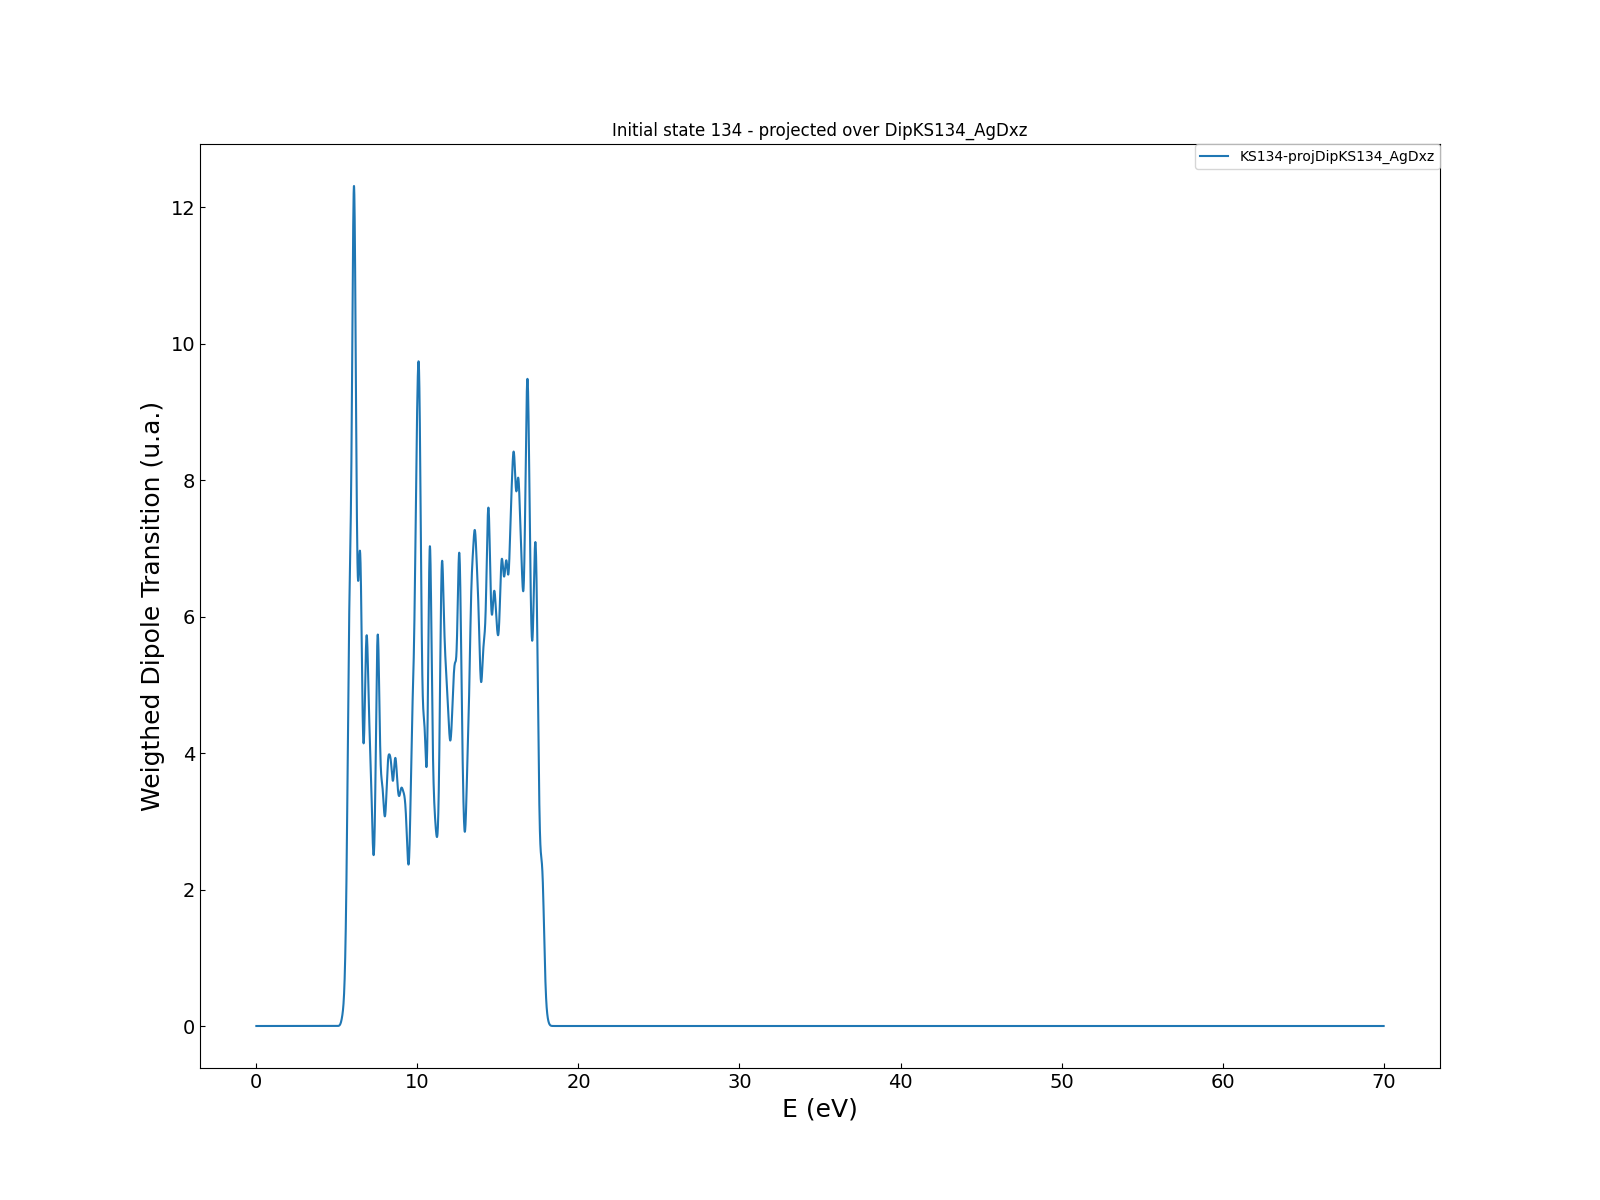 Initial state 134 - projected over DipKS134_AgDxz
KS134-projDipKS134_AgDxz
12
10
8
6
4
2
0
Weigthed Dipole Transition (u.a.)
0 10 20 30 40 50 60 70
E (eV)